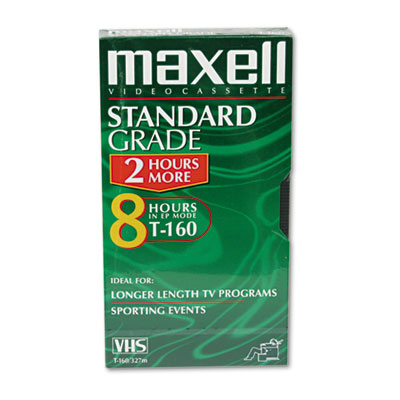 maxell
VIDEOCASSETTE
STANDARD
GRADE
2 HOURS
MORE
8 HOURS
IN EP MODE
T-160
IDEAL FOR:
LONGER LENGTH TV PROGRAMS
SPORTING EVENTS
VHS
T-160/327m